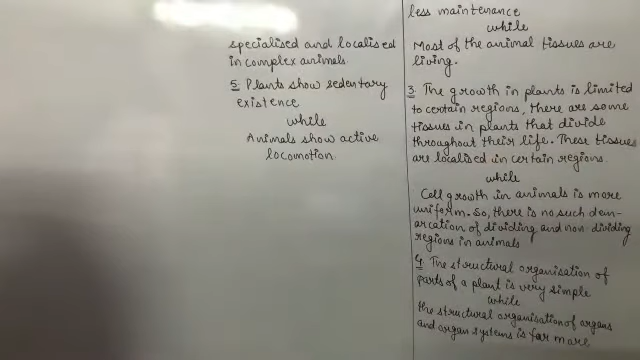 less maintenance
while
Most of the animal tissues are
living.
3. The growth in plants is limited
to certain regions, there are some
tissues in plants that divide
throughout their life. These tissues
are localised in certain regions.
while
Cell growth in animals is more
uniform. So, there is no such dem-
arcation of dividing and non-dividing
regions in animals
4. The structural organisation of
parts of a plant is very simple
while
the structural organisation of organs
and organ systems is far more
specialised and localised
in complex animals.
5. Plants show sedentary
existence
while
Animals show active
locomotion.